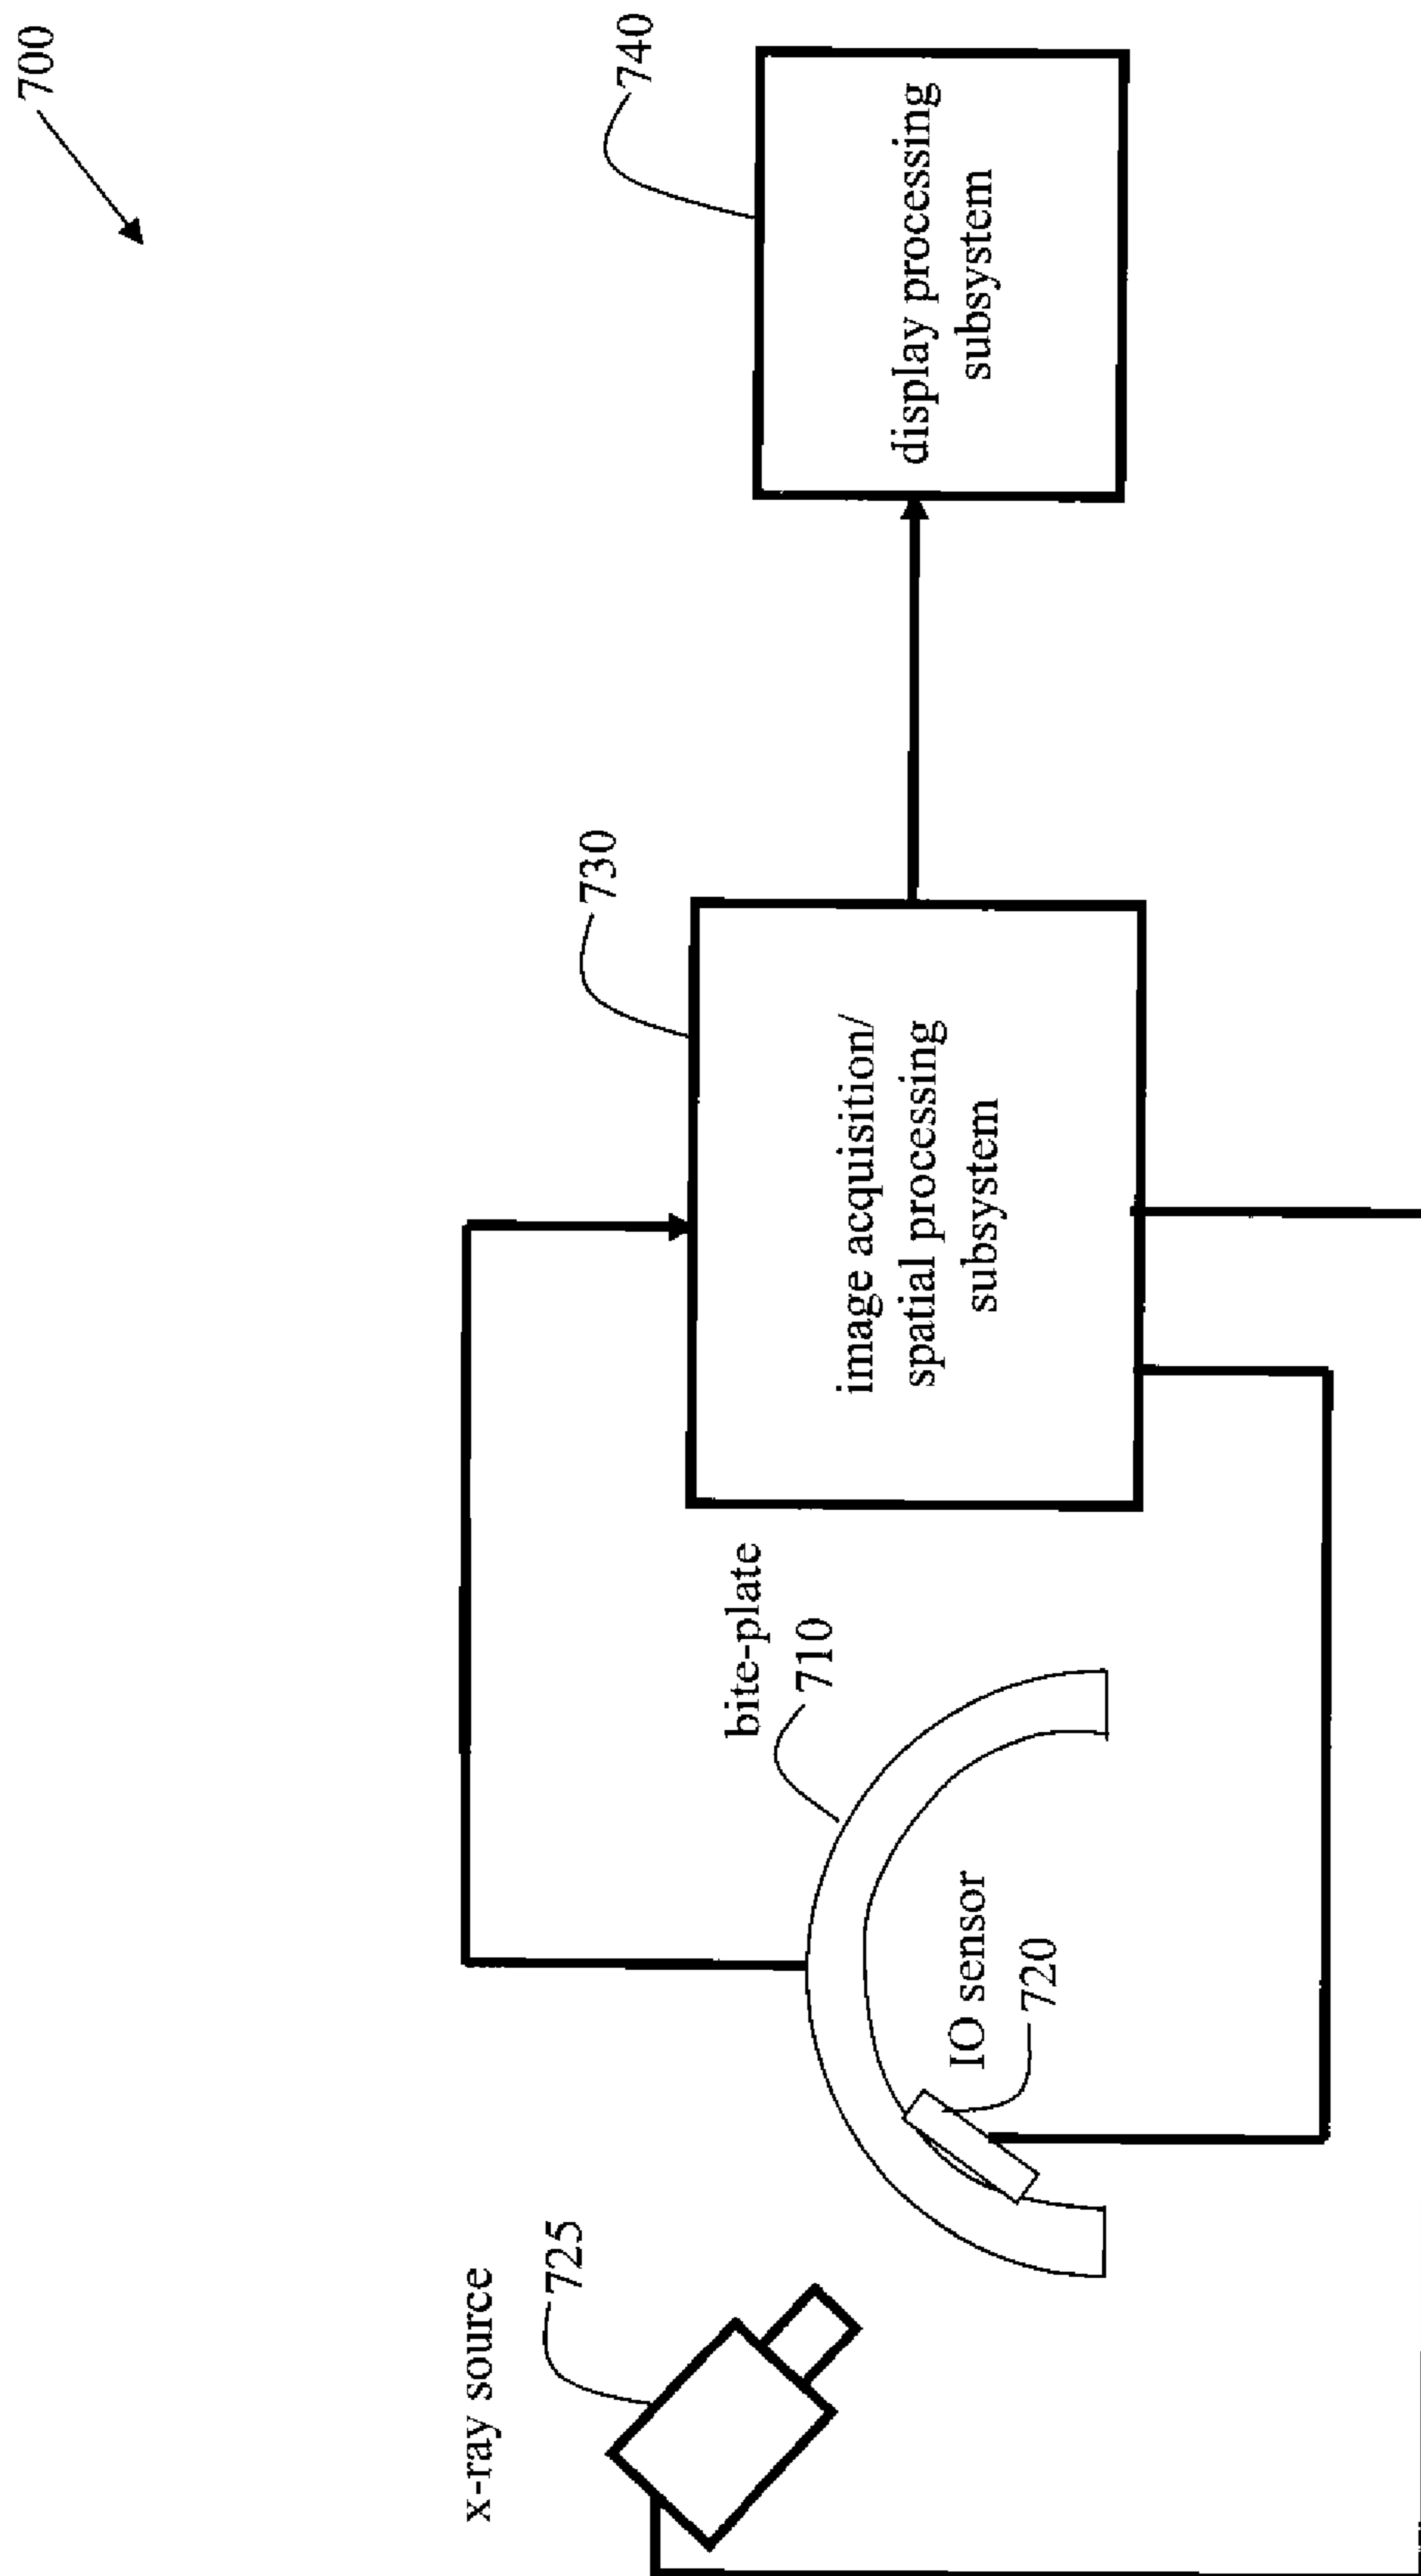 700
x-ray source
725
bite-plate
710
IO sensor
720
730
image acquisition/
spatial processing
subsystem
740
display processing
subsystem